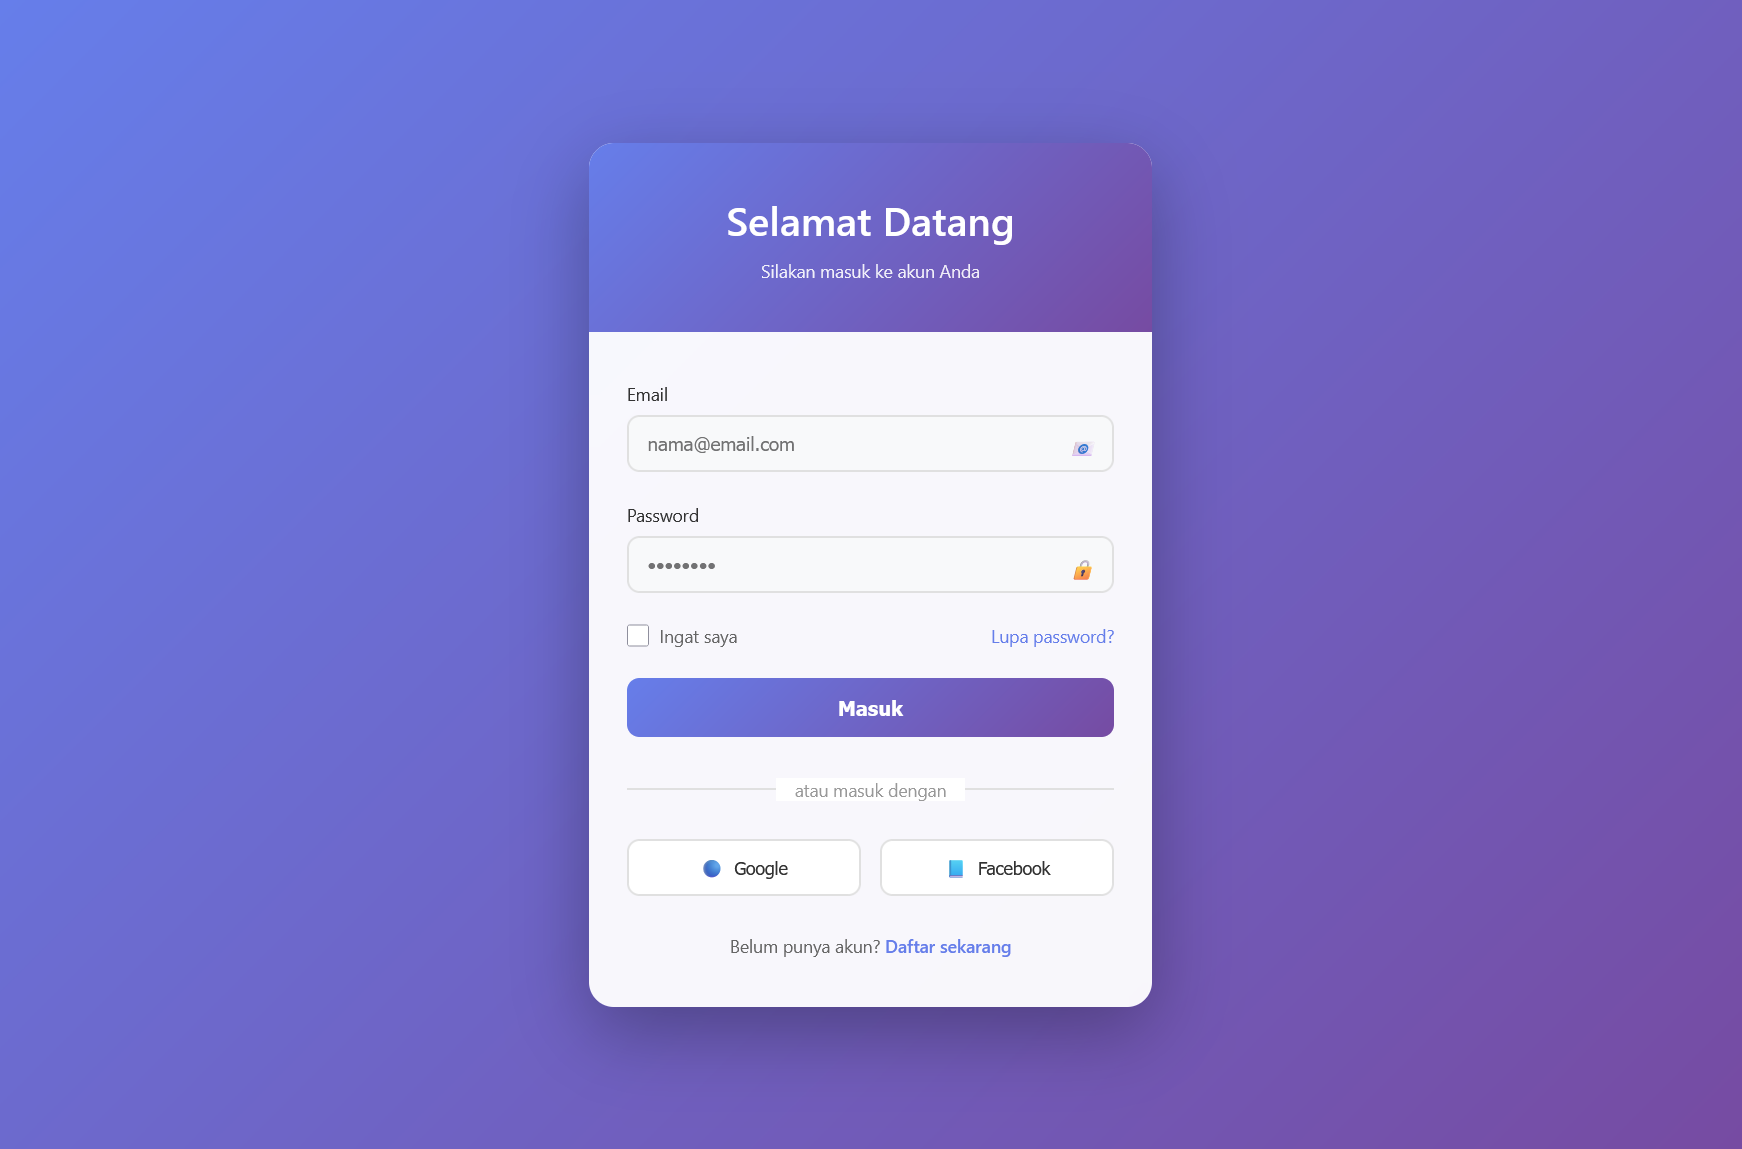 Selamat Datang
Silakan masuk ke akun Anda
Email
nama@email.com
Password
••••••••
Ingat saya
Lupa password?
Masuk
atau masuk dengan
Google
Facebook
Belum punya akun? Daftar sekarang